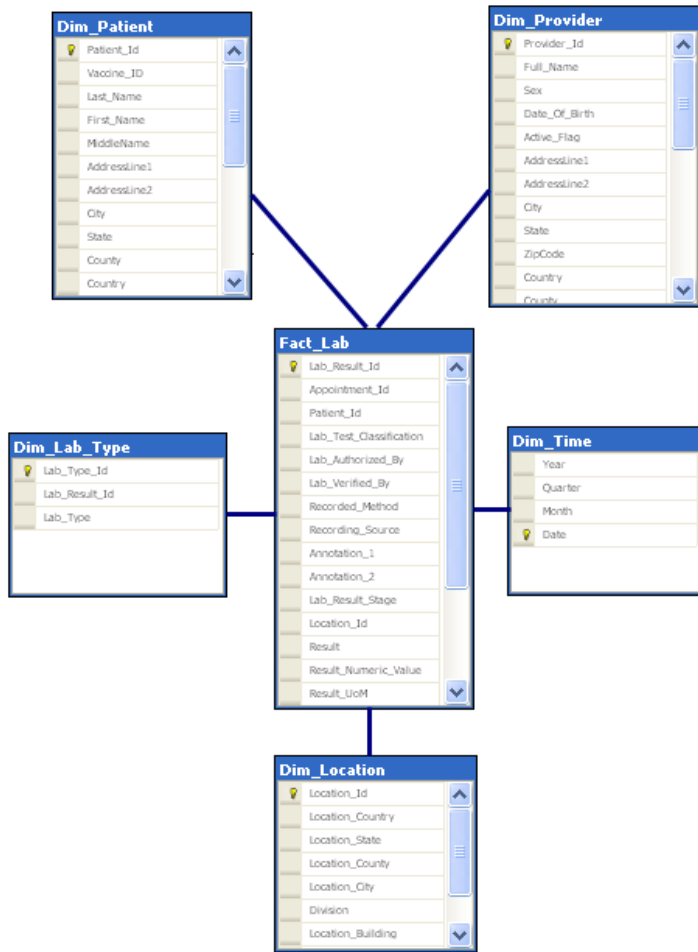 Dim_Patient
Patient_Id
Vaccine_ID
Last_Name
First_Name
MiddleName
AddressLine1
AddressLine2
City
State
County
Country
Dim_Provider
Provider_Id
Full_Name
Sex
Date_Of_Birth
Active_Flag
AddressLine1
AddressLine2
City
State
ZipCode
Country
County
Fact_Lab
Lab_Result_Id
Appointment_Id
Patient_Id
Lab_Test_Classification
Lab_Authorized_By
Lab_Verified_By
Recorded_Method
Recording_Source
Annotation_1
Annotation_2
Lab_Result_Stage
Location_Id
Result
Result_Numeric_Value
Result_UoM
Dim_Lab_Type
Lab_Type_Id
Lab_Result_Id
Lab_Type
Dim_Time
Year
Quarter
Month
Date
Dim_Location
Location_Id
Location_Country
Location_State
Location_County
Location_City
Division
Location_Building